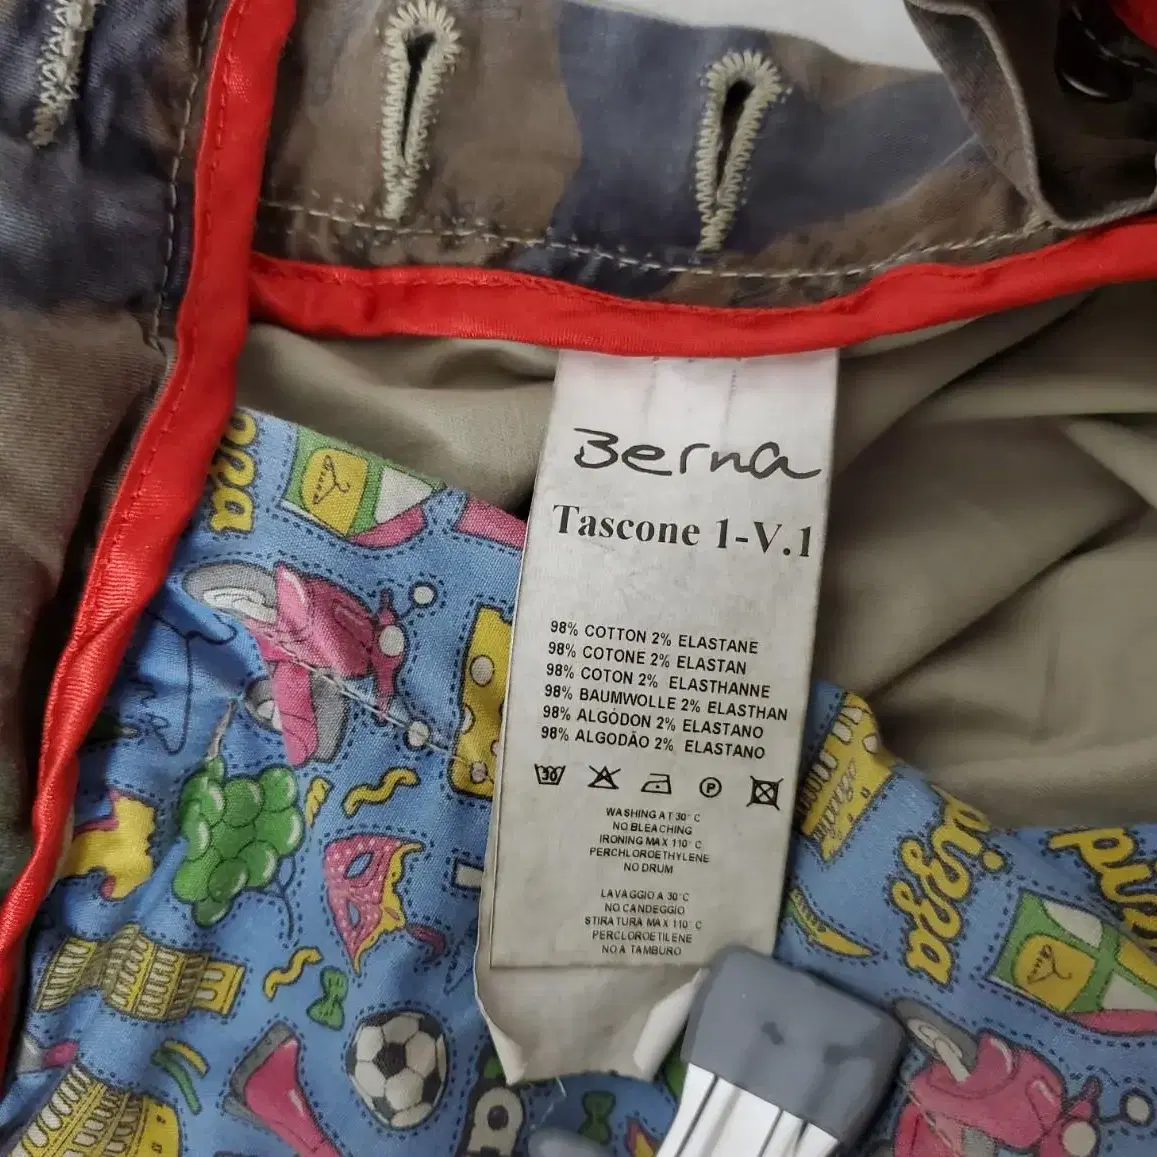 Berna
Tascone 1-V.1
98% COTTON 2% ELASTANE
98% COTONE 2% ELASTAN
98% COTON 2% ELASTHANNE
98% BAUMWOLLE 2% ELASTHAN
98% ALGÓDON 2% ELASTANO
98% ALGODÃO 2% ELASTANO
30
P
WASHING AT 30°C
NO BLEACHING
IRONING MAX 110°C
PERCHLOROETHYLENE
NO DRUM
LAVAGGIO A 30°C
NO CANDEGGIO
STIRATURA MAX 110°C
PERCLOROETILENE
NO A TAMBURO
pizza